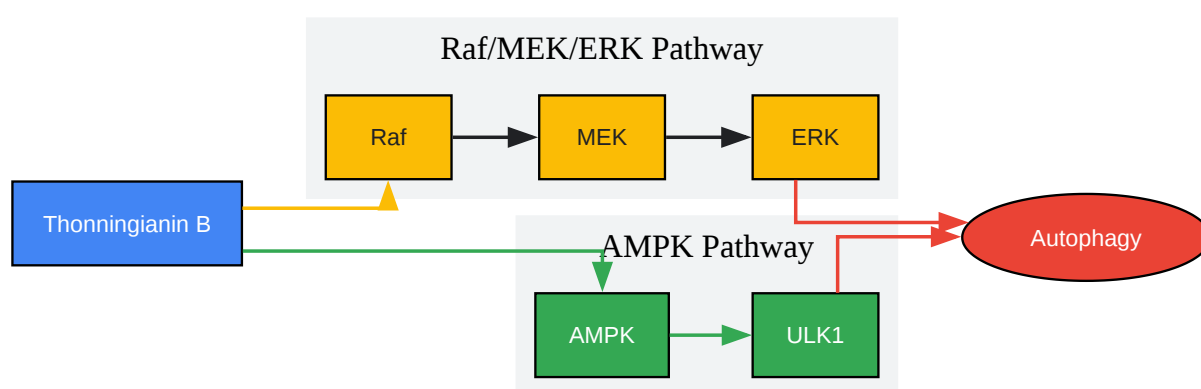 Raf/MEK/ERK Pathway
Raf
MEK
ERK
Thonningianin B
AMPK Pathway
Autophagy
AMPK
ULK1